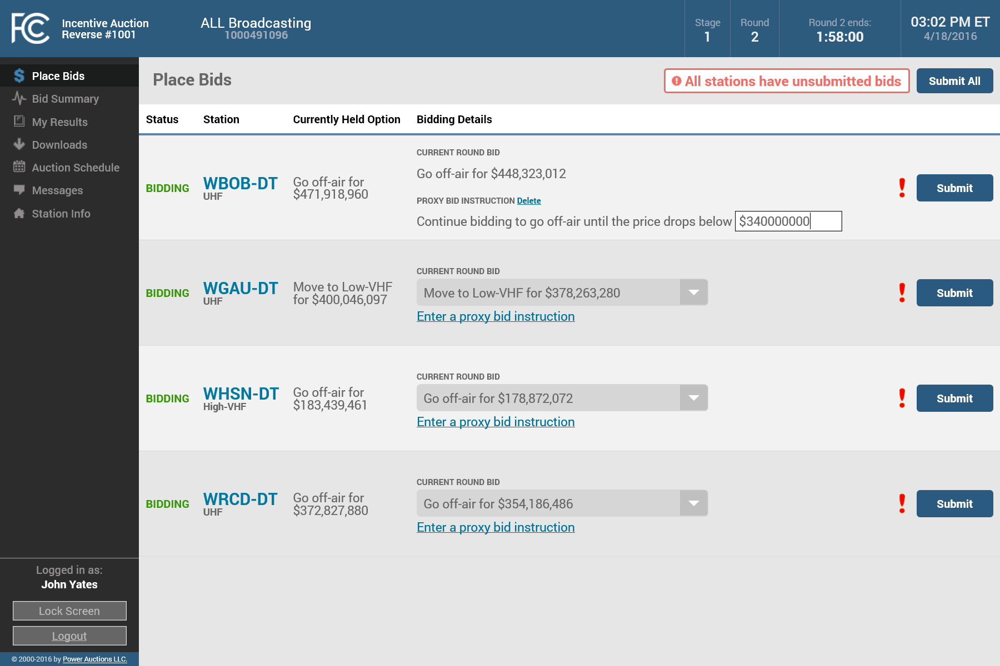 FCC
Incentive Auction
Reverse #1001
ALL Broadcasting
1000491096
Stage
1
Round
2
Round 2 ends:
1:58:00
03:02 PM ET
4/18/2016
Place Bids
Bid Summary
My Results
Downloads
Auction Schedule
Messages
Station Info
Place Bids
All stations have unsubmitted bids
Submit All
Status Station Currently Held Option Bidding Details
BIDDING
WBOB-DT
UHF
Go off-air for
$471,918,960
CURRENT ROUND BID
Go off-air for $448,323,012
PROXY BID INSTRUCTION Delete
Continue bidding to go off-air until the price drops below $340000000
Submit
BIDDING
WGAU-DT
UHF
Move to Low-VHF
for $400,046,097
CURRENT ROUND BID
Move to Low-VHF for $378,263,280
Enter a proxy bid instruction
Submit
BIDDING
WHSN-DT
High-VHF
Go off-air for
$183,439,461
CURRENT ROUND BID
Go off-air for $178,872,072
Enter a proxy bid instruction
Submit
BIDDING
WRCD-DT
UHF
Go off-air for
$372,827,880
CURRENT ROUND BID
Go off-air for $354,186,486
Enter a proxy bid instruction
Submit
Logged in as:
John Yates
Lock Screen
Logout
© 2000-2016 by Power Auctions LLC.